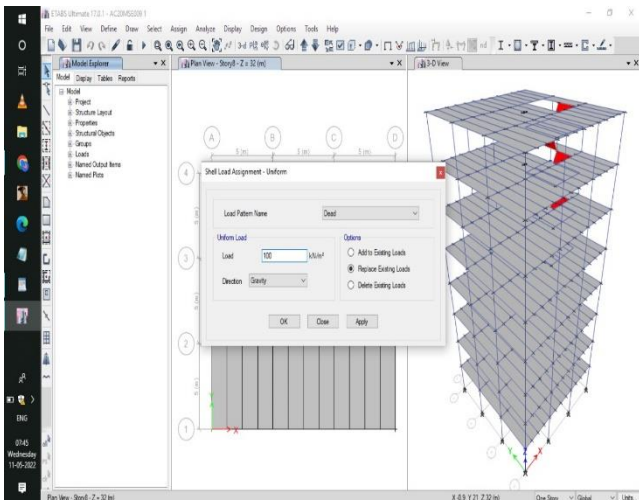 ETABS Ultimate 17.0.1 - AC20MSE009 1
File Edit View Define Draw Select Assign Analyze Display Design Options Tools Help
Model Explorer
Plan View - Story8 - Z = 32 (m)
3-D View
Model Display Tables Reports
Model
Project
Structure Layout
Properties
Structural Objects
Groups
Loads
Named Output Items
Named Plots
A B C D
5 (m) 5 (m) 5 (m)
4
3
2
1
Shell Load Assignment - Uniform
Load Pattern Name Dead
Uniform Load
Load 100 kN/m²
Direction Gravity
Options
Add to Existing Loads
Replace Existing Loads
Delete Existing Loads
OK Close Apply
Y X
Z Y X
ENG
07:45
Wednesday
11-05-2022
Plan View - Story8 - Z = 32 (m)
One Story Global Units